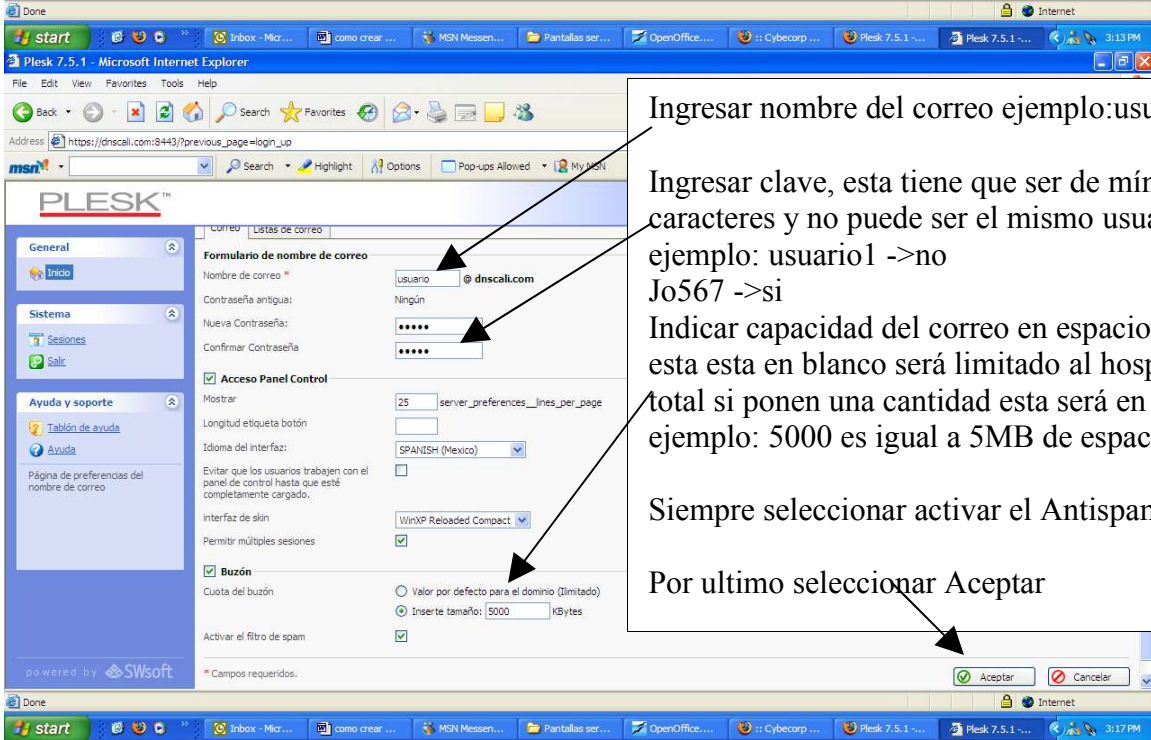 Done
Internet
start
Inbox - Micr...
como crear ...
MSN Messen...
Pantallas ser...
OpenOffice....
:: Cybecorp ...
Plesk 7.5.1 -...
Plesk 7.5.1 -...
3:13 PM
Plesk 7.5.1 - Microsoft Internet Explorer
File Edit View Favorites Tools Help
Back
Search
Favorites
Address
https://dnscali.com:8443/?previous_page=login_up
msn
Search
Highlight
Options
Pop-ups Allowed
My MSN
PLESK™
General
Inicio
Sistema
Sesiones
Salir
Ayuda y soporte
Tablón de ayuda
Ayuda
Página de preferencias del
nombre de correo
powered by SWsoft
Correo
Listas de correo
Formulario de nombre de correo
Nombre de correo *
usuario
@ dnscali.com
Contraseña antigua:
Ningún
Nueva Contraseña:
•••••
Confirmar Contraseña
•••••
Acceso Panel Control
Mostrar
25
server_preferences__lines_per_page
Longitud etiqueta botón
Idioma del interfaz:
SPANISH (Mexico)
Evitar que los usuarios trabajen con el
panel de control hasta que esté
completamente cargado.
interfaz de skin
WinXP Reloaded Compact
Permitir múltiples sesiones
Buzón
Cuota del buzón
Valor por defecto para el dominio (Ilimitado)
Inserte tamaño: 5000 KBytes
Activar el filtro de spam
* Campos requeridos.
Aceptar
Cancelar
Ingresar nombre del correo ejemplo:usu
Ingresar clave, esta tiene que ser de mín
caracteres y no puede ser el mismo usua
ejemplo: usuario1 ->no
Jo567 ->si
Indicar capacidad del correo en espacio
esta esta en blanco será limitado al hosp
total si ponen una cantidad esta será en
ejemplo: 5000 es igual a 5MB de espac
Siempre seleccionar activar el Antispan
Por ultimo seleccionar Aceptar
Done
Internet
start
Inbox - Micr...
como crear ...
MSN Messen...
Pantallas ser...
OpenOffice....
:: Cybecorp ...
Plesk 7.5.1 -...
Plesk 7.5.1 -...
3:17 PM